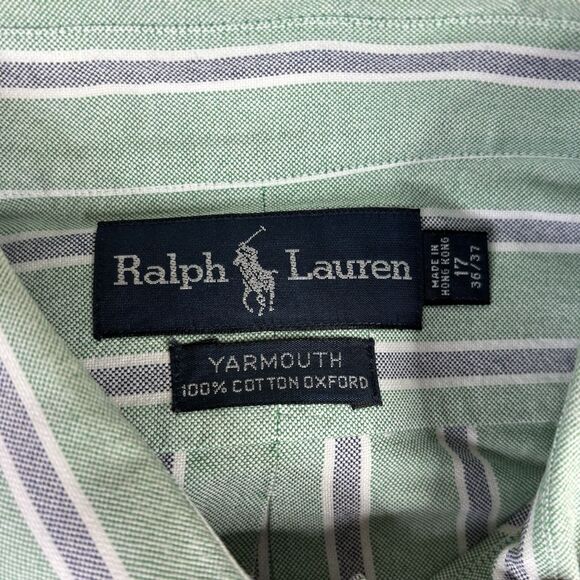 Ralph Lauren
MADE IN
HONG KONG
17
36/37
YARMOUTH
100% COTTON OXFORD